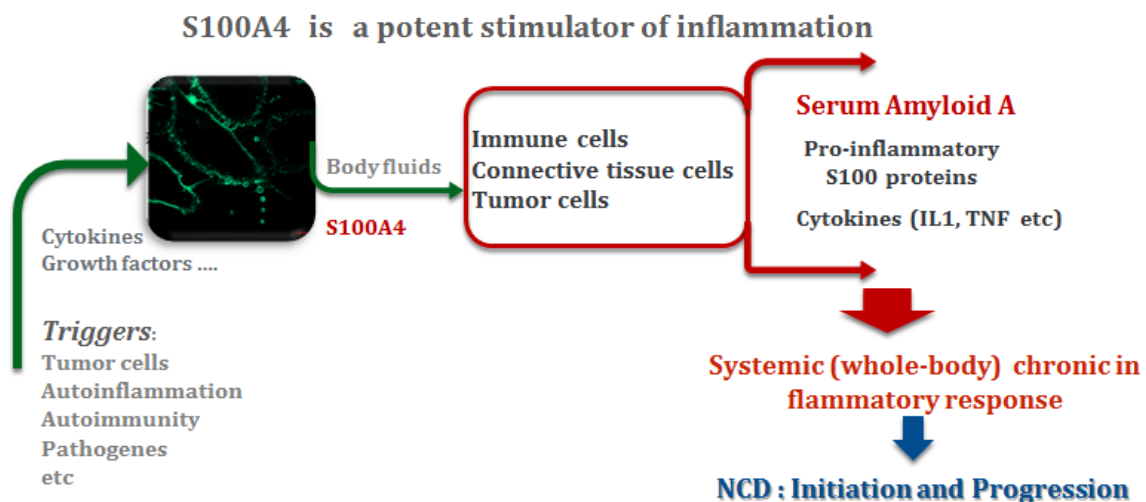 S100A4 is a potent stimulator of inflammation
Cytokines
Growth factors ....
Triggers:
Tumor cells
Autoinflammation
Autoimmunity
Pathogenes
etc
Body fluids
S100A4
Immune cells
Connective tissue cells
Tumor cells
Serum Amyloid A
Pro-inflammatory
S100 proteins
Cytokines (IL1, TNF etc)
Systemic (whole-body) chronic in
flammatory response
NCD : Initiation and Progression